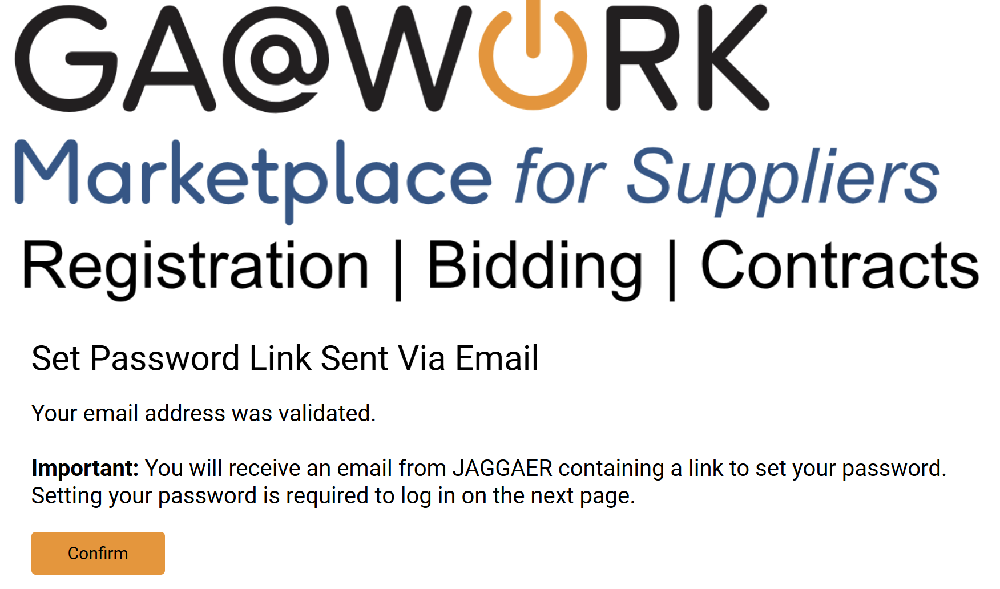 GA@WORK
Marketplace for Suppliers
Registration | Bidding | Contracts
Set Password Link Sent Via Email
Your email address was validated.
Important: You will receive an email from JAGGAER containing a link to set your password.
Setting your password is required to log in on the next page.
Confirm